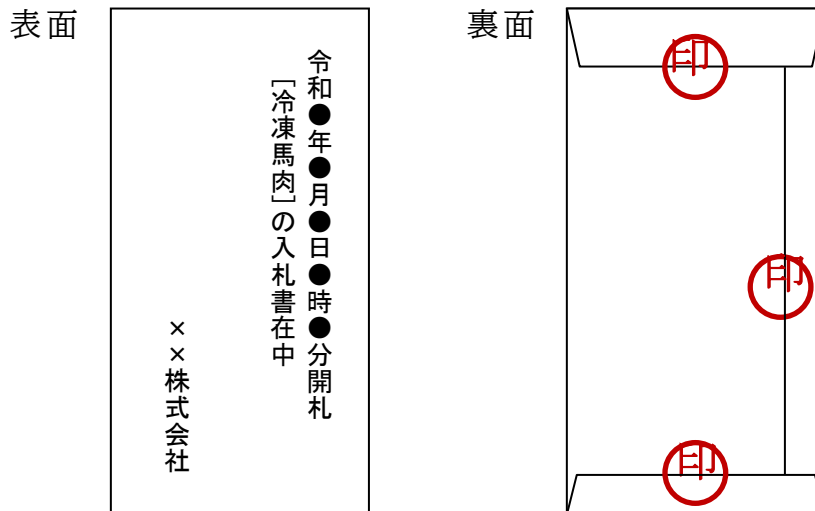 表面
令和●年●月●日●時●分開札
［冷凍馬肉］の入札書在中
××株式会社
裏面
印
印
印